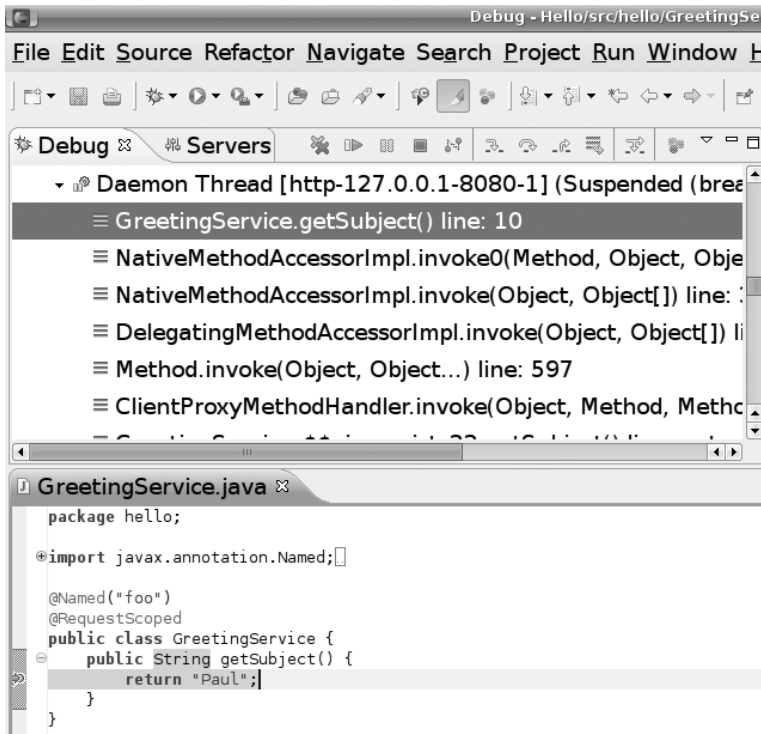 Debug - Hello/src/hello/GreetingSe
File Edit Source Refactor Navigate Search Project Run Window H
Debug Servers
Daemon Thread [http-127.0.0.1-8080-1] (Suspended (brea
GreetingService.getSubject() line: 10
NativeMethodAccessorImpl.invoke0(Method, Object, Obje
NativeMethodAccessorImpl.invoke(Object, Object[]) line:
DelegatingMethodAccessorImpl.invoke(Object, Object[]) li
Method.invoke(Object, Object...) line: 597
ClientProxyMethodHandler.invoke(Object, Method, Metho
GreetingService.java
package hello;
import javax.annotation.Named;
@Named("foo")
@RequestScoped
public class GreetingService {
public String getSubject() {
return "Paul";
}
}